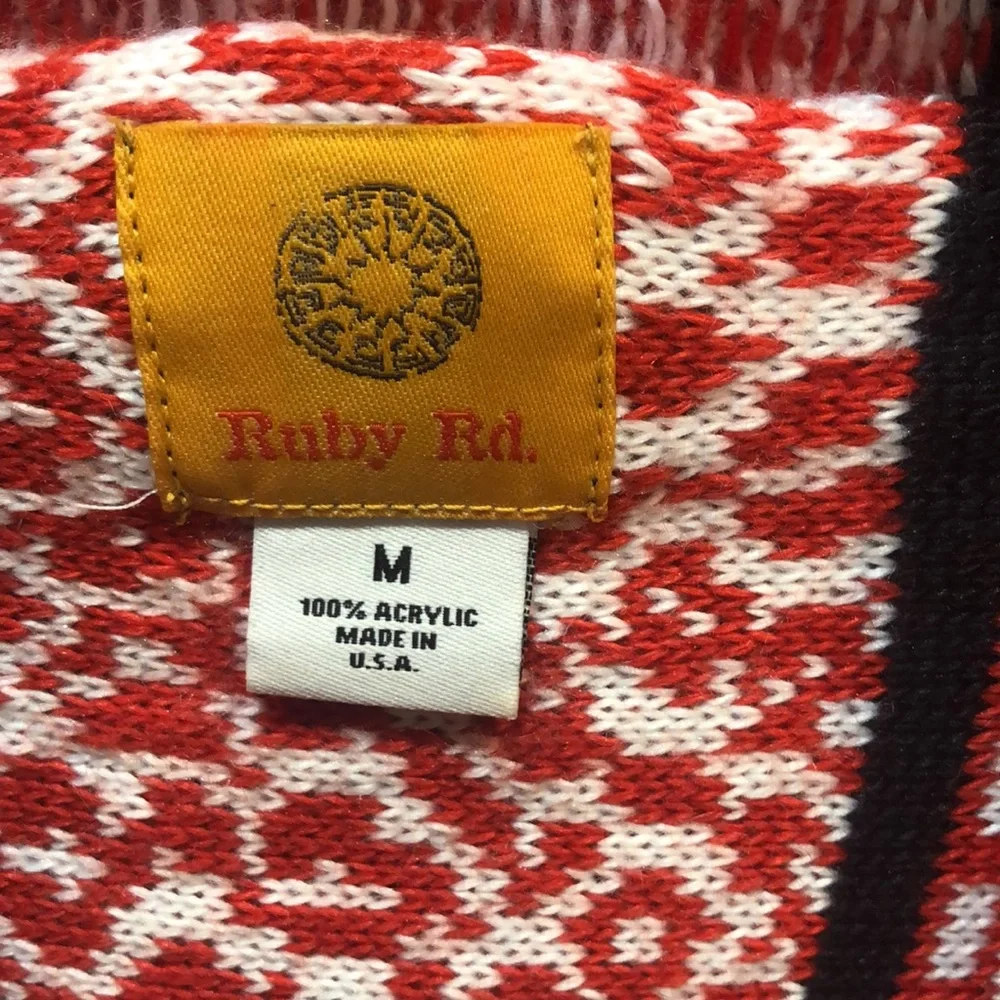 Ruby Rd.
M
100% ACRYLIC
MADE IN
U.S.A.